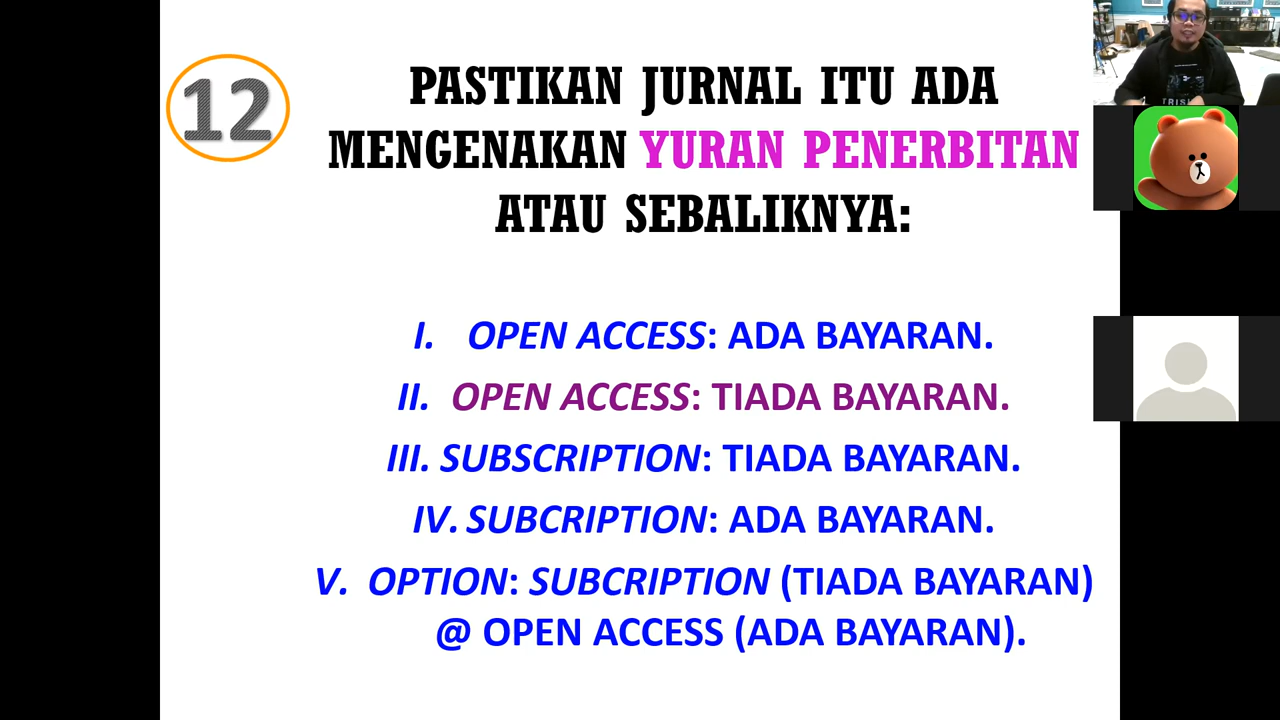 12
PASTIKAN JURNAL ITU ADA
MENGENAKAN YURAN PENERBITAN
ATAU SEBALIKNYA:
I. OPEN ACCESS: ADA BAYARAN.
II. OPEN ACCESS: TIADA BAYARAN.
III. SUBSCRIPTION: TIADA BAYARAN.
IV. SUBCRIPTION: ADA BAYARAN.
V. OPTION: SUBCRIPTION (TIADA BAYARAN)
@ OPEN ACCESS (ADA BAYARAN).